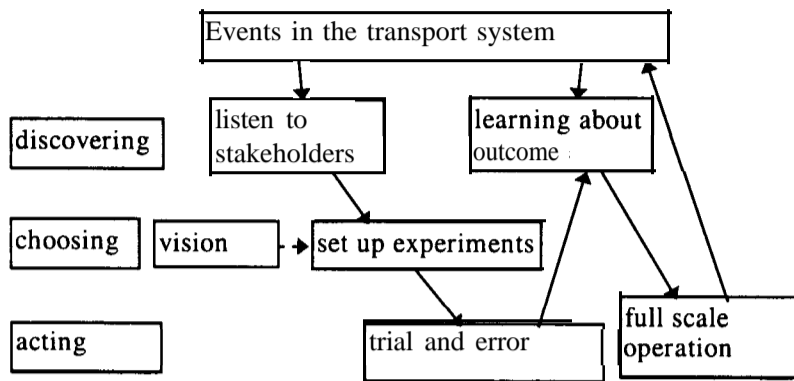 Events in the transport system
discovering
listen to
stakeholders
learning about
outcome
choosing
vision
set up experiments
acting
trial and error
full scale
operation